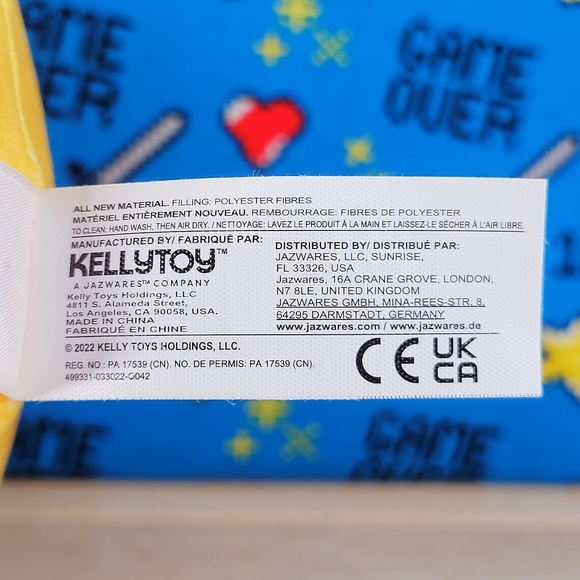 GAME
OVER
GAME
OVER
ALL NEW MATERIAL. FILLING: POLYESTER FIBRES
MATÉRIEL ENTIÈREMENT NOUVEAU. REMBOURRAGE: FIBRES DE POLYESTER
TO CLEAN: HAND WASH, THEN AIR DRY. / NETTOYAGE: LAVEZ LE PRODUIT À LA MAIN ET LAISSEZ-LE SÉCHER À L'AIR LIBRE.
MANUFACTURED BY/ FABRIQUÉ PAR:
KELLYTOY™
A JAZWARES™ COMPANY
Kelly Toys Holdings, LLC
4811 S. Alameda Street,
Los Angeles, CA 90058, USA.
MADE IN CHINA
FABRIQUÉ EN CHINE
DISTRIBUTED BY/ DISTRIBUÉ PAR:
JAZWARES, LLC, SUNRISE,
FL 33326, USA
Jazwares, 16A CRANE GROVE, LONDON,
N7 8LE, UNITED KINGDOM
JAZWARES GMBH, MINA-REES-STR. 8,
64295 DARMSTADT, GERMANY
www.jazwares.com / www.jazwares.de
© 2022 KELLY TOYS HOLDINGS, LLC.
REG. NO.: PA 17539 (CN). NO. DE PERMIS: PA 17539 (CN).
499331-033022-O042
CE
UK
CA
GAME
OVER
GAME
OVER